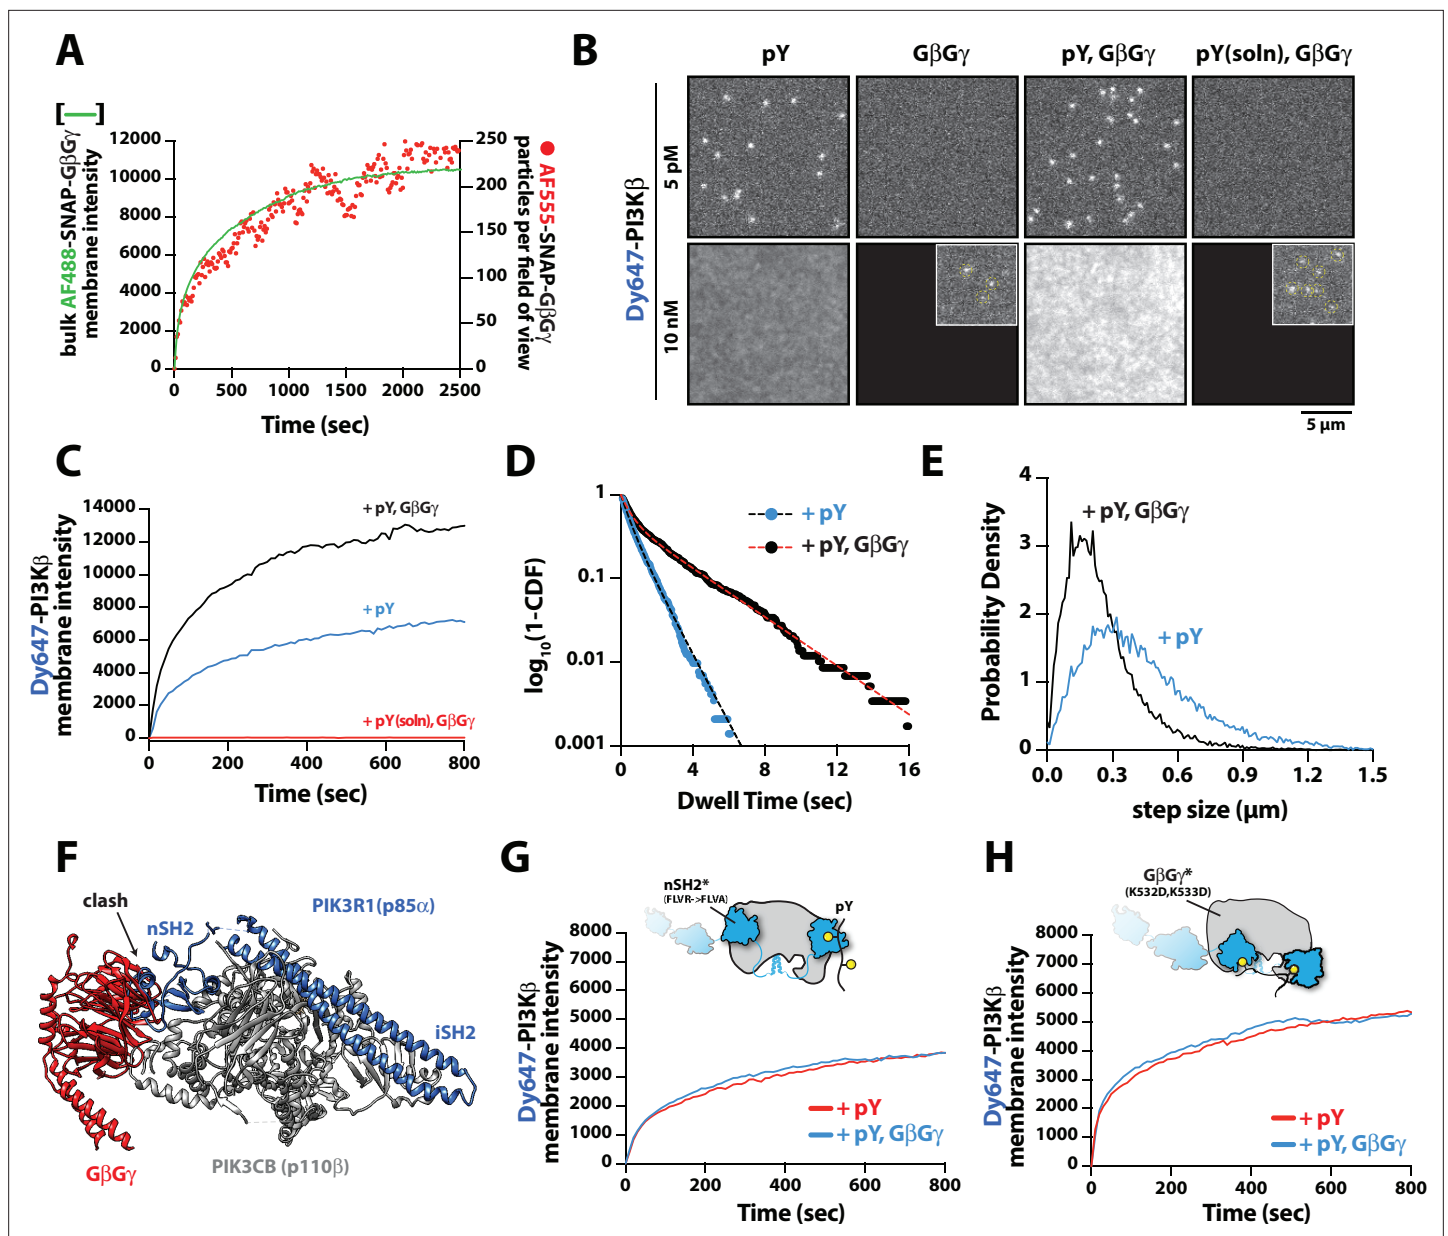 A
[—]
bulk AF488-SNAP-GβGγ
membrane intensity
12000
10000
8000
6000
4000
2000
0
250
200
150
100
50
0
AF555-SNAP-GβGγ
particles per field of view
0 500 1000 1500 2000 2500
Time (sec)
B
pY GβGγ pY, GβGγ pY(soln), GβGγ
Dy647-PI3Kβ
5 pM
10 nM
5 µm
C
Dy647-PI3Kβ
membrane intensity
14000
12000
10000
8000
6000
4000
2000
0
+ pY, GβGγ
+ pY
+ pY(soln), GβGγ
0 200 400 600 800
Time (sec)
D
log10(1-CDF)
1
0.1
0.01
0.001
+ pY
+ pY, GβGγ
0 4 8 12 16
Dwell Time (sec)
E
Probability Density
4
3
2
1
0
+ pY, GβGγ
+ pY
0.0 0.3 0.6 0.9 1.2 1.5
step size (µm)
F
clash
nSH2
PIK3R1(p85α)
iSH2
GβGγ
PIK3CB (p110β)
G
nSH2*
(FLVR->FLVA)
pY
Dy647-PI3Kβ
membrane intensity
8000
7000
6000
5000
4000
3000
2000
1000
0
+ pY
+ pY, GβGγ
0 200 400 600 800
Time (sec)
H
GβGγ*
(K532D,K533D)
Dy647-PI3Kβ
membrane intensity
8000
7000
6000
5000
4000
3000
2000
1000
0
+ pY
+ pY, GβGγ
0 200 400 600 800
Time (sec)